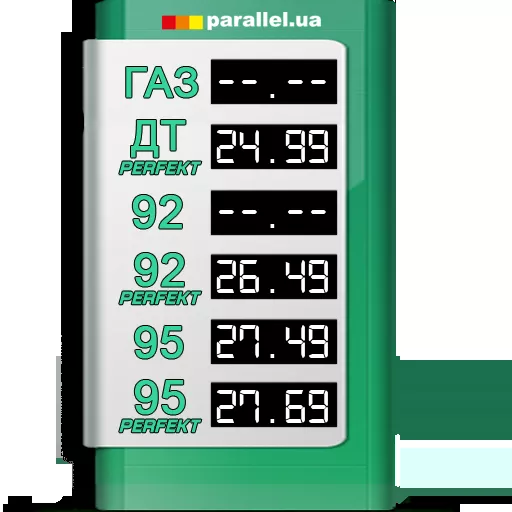 parallel.ua
ГАЗ --.--
ДТ PERFEKT 24.99
92 --.--
92 PERFEKT 26.49
95 27.49
95 PERFEKT 27.69